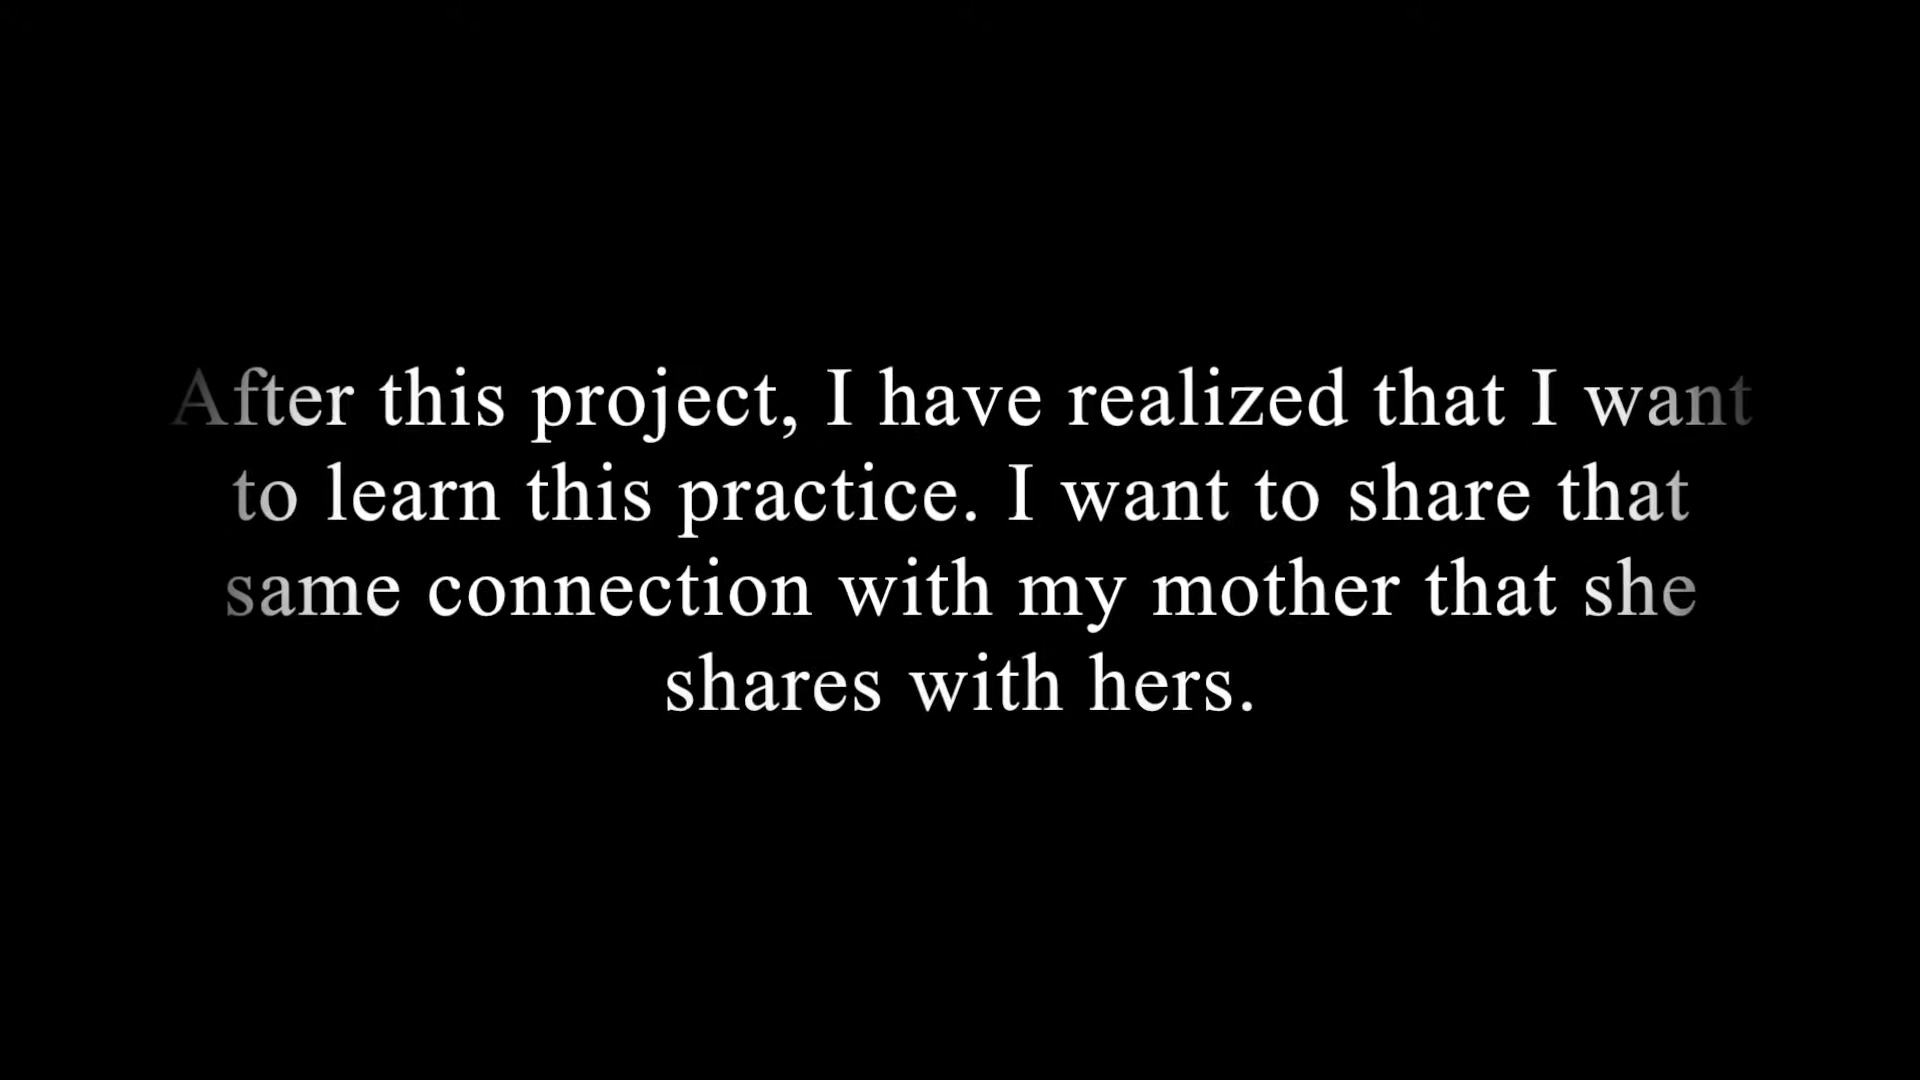 After this project, I have realized that I want
to learn this practice. I want to share that
same connection with my mother that she
shares with hers.